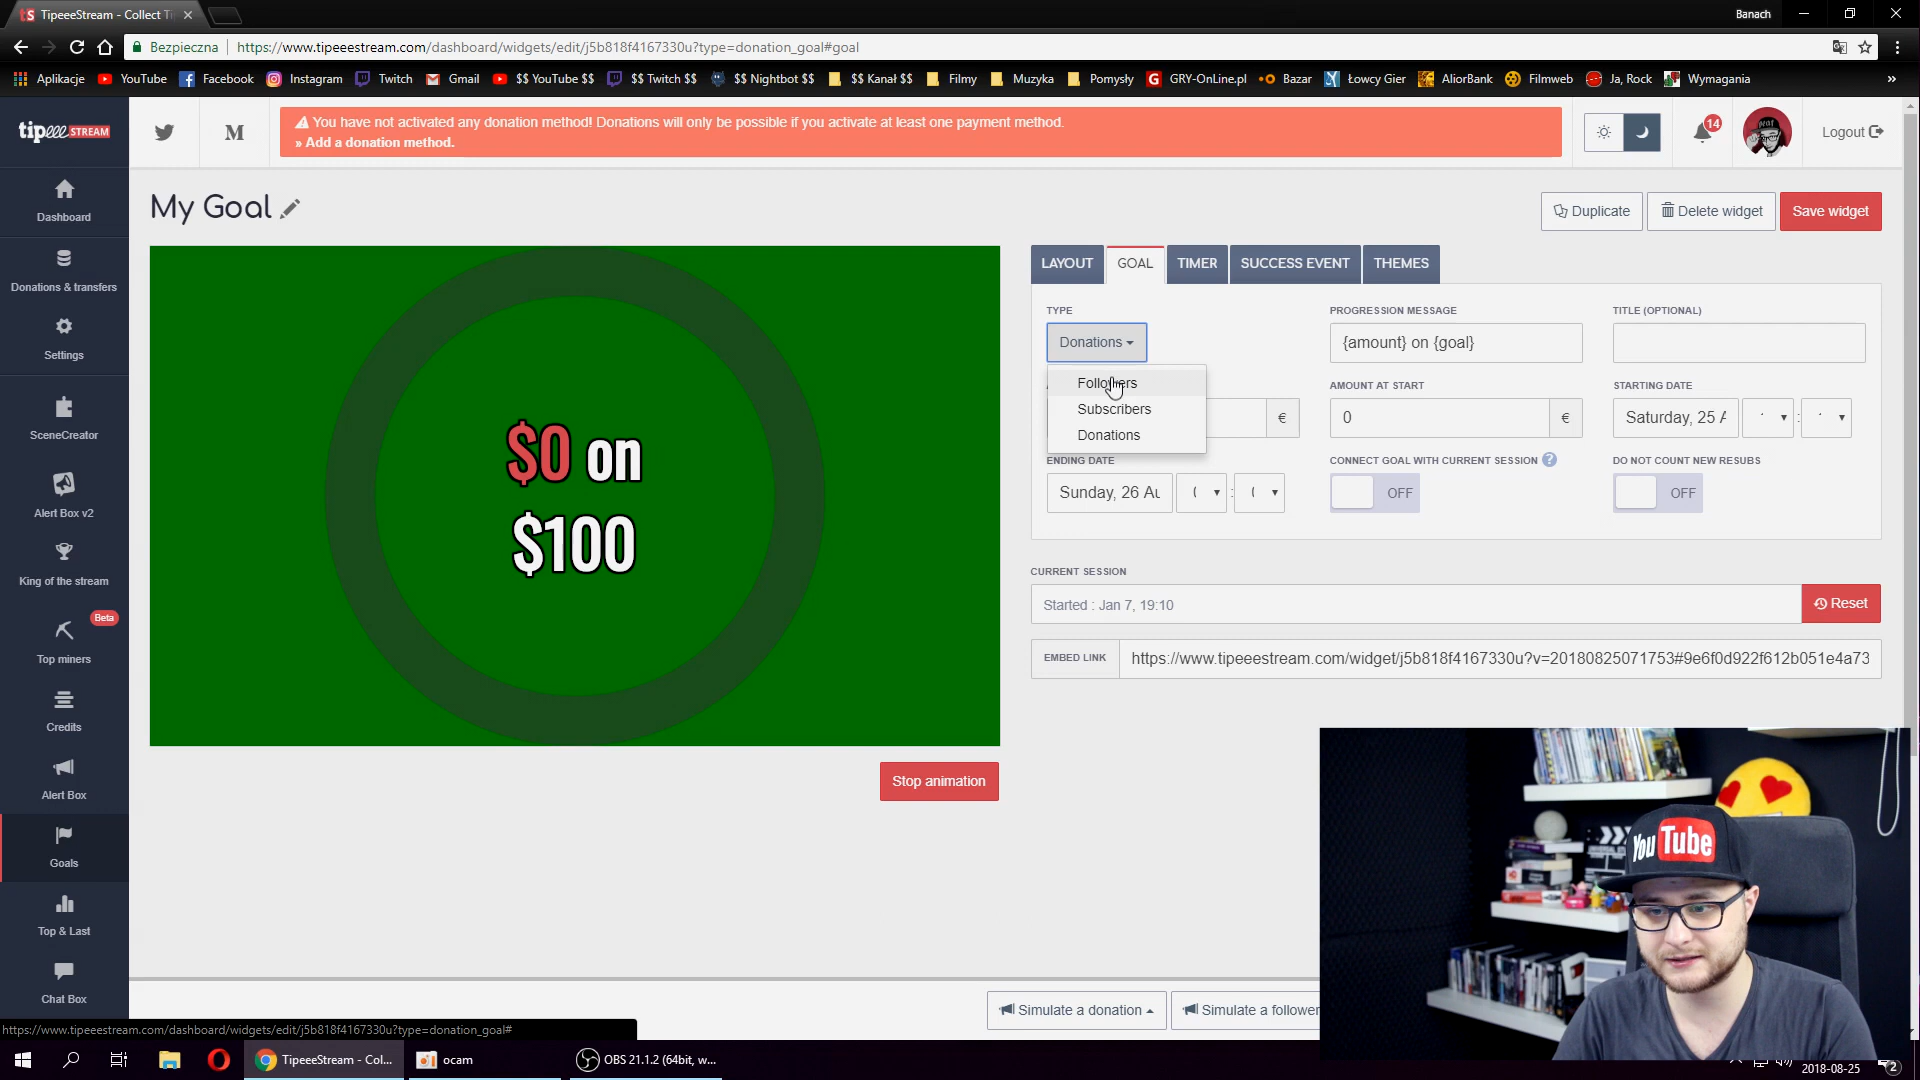 TipeeeStream - Collect Ti
Banach
Bezpieczna
https://www.tipeeestream.com/dashboard/widgets/edit/j5b818f4167330u?type=donation_goal#goal
Aplikacje YouTube Facebook Instagram Twitch Gmail $$ YouTube $$ $$ Twitch $$ $$ Nightbot $$ $$ Kanał $$ Filmy Muzyka Pomysły GRY-OnLine.pl Bazar Łowcy Gier AliorBank Filmweb Ja, Rock Wymagania »
tipeee STREAM
M
You have not activated any donation method! Donations will only be possible if you activate at least one payment method.
» Add a donation method.
14
Logout
Dashboard
Donations & transfers
Settings
SceneCreator
Alert Box v2
King of the stream
Beta
Top miners
Credits
Alert Box
Goals
Top & Last
Chat Box
My Goal
Duplicate
Delete widget
Save widget
$0 on
$100
Stop animation
LAYOUT GOAL TIMER SUCCESS EVENT THEMES
TYPE
PROGRESSION MESSAGE
TITLE (OPTIONAL)
Donations
{amount} on {goal}
Followers
Subscribers
Donations
AMOUNT AT START
STARTING DATE
€
0
€
Saturday, 25 A
:
ENDING DATE
CONNECT GOAL WITH CURRENT SESSION ?
DO NOT COUNT NEW RESUBS
Sunday, 26 Au
:
OFF
OFF
CURRENT SESSION
Started : Jan 7, 19:10
Reset
EMBED LINK
https://www.tipeeestream.com/widget/j5b818f4167330u?v=20180825071753#9e6f0d922f612b051e4a73
Simulate a donation
Simulate a follower
You Tube
https://www.tipeeestream.com/dashboard/widgets/edit/j5b818f4167330u?type=donation_goal#
TipeeeStream - Col...
ocam
OBS 21.1.2 (64bit, w...
2018-08-25
2